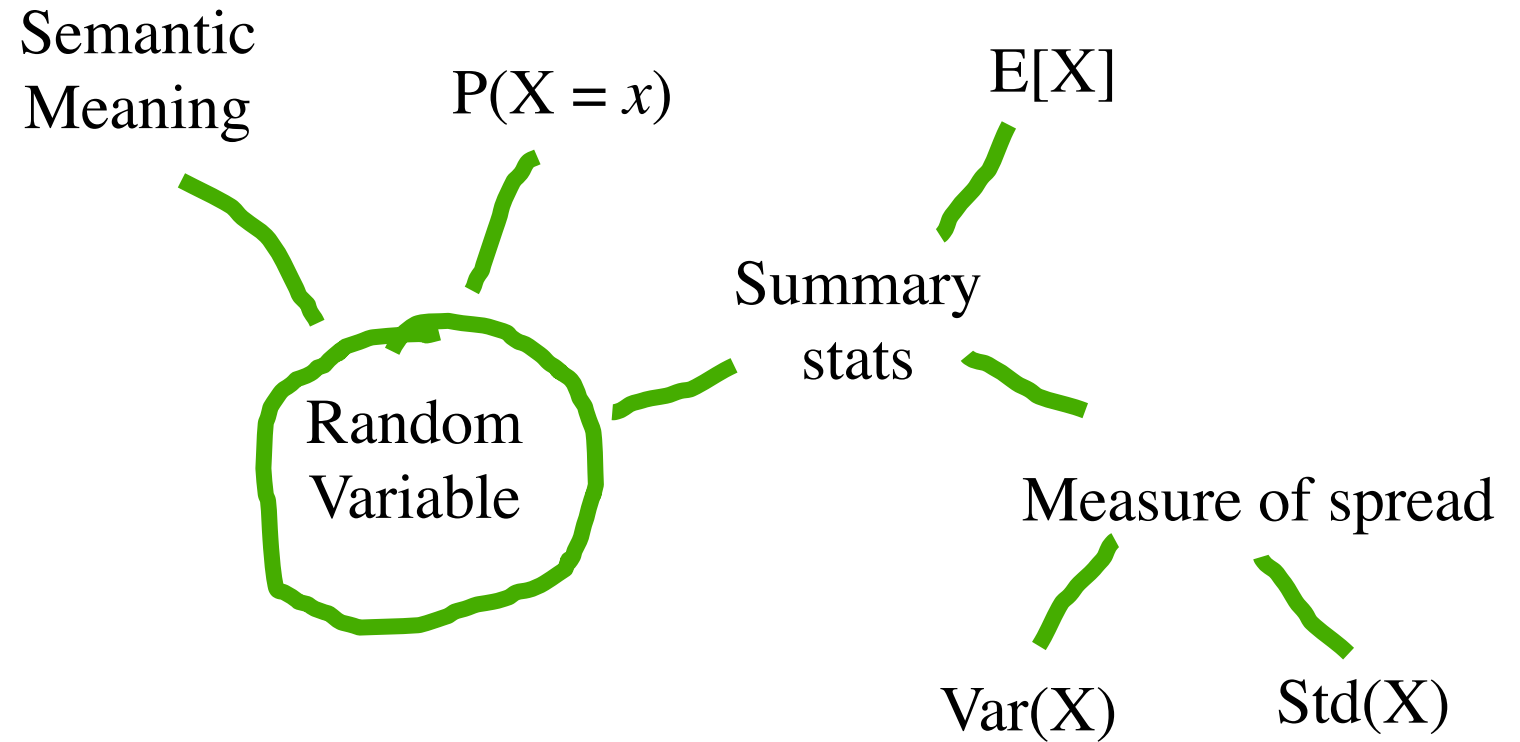 Semantic
Meaning
P(X = x)
E[X]
Summary
stats
Random
Variable
Measure of spread
Var(X)
Std(X)